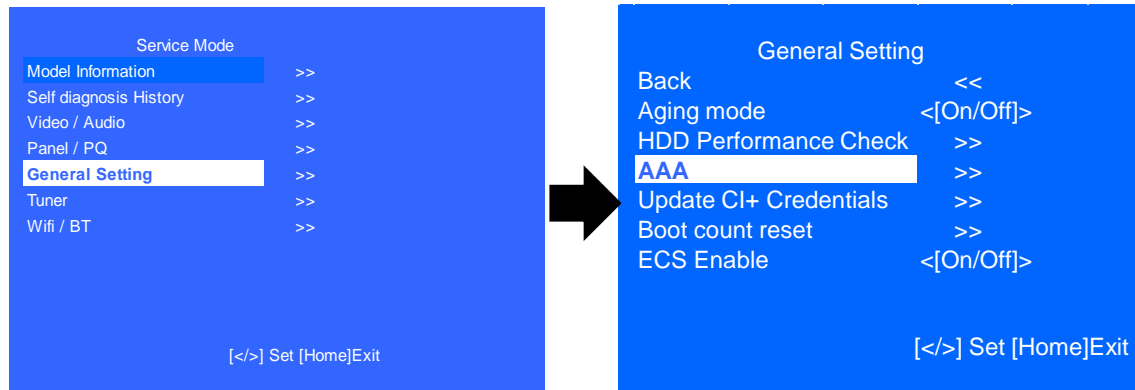 Service Mode
Model Information >>
Self diagnosis History >>
Video / Audio >>
Panel / PQ >>
General Setting >>
Tuner >>
Wifi / BT >>
[</>] Set [Home]Exit
General Setting
Back <<
Aging mode <[On/Off]>
HDD Performance Check >>
AAA >>
Update CI+ Credentials >>
Boot count reset >>
ECS Enable <[On/Off]>
[</>] Set [Home]Exit